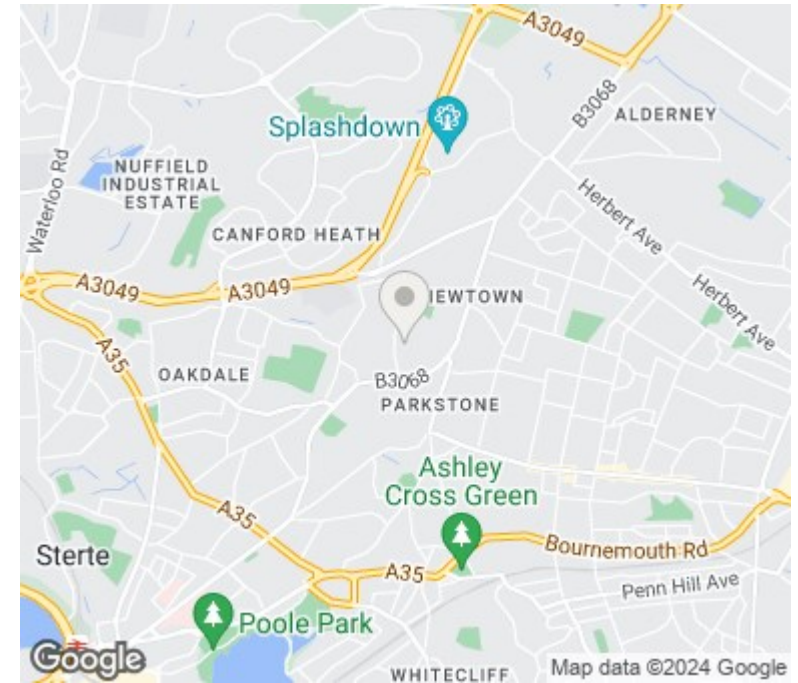 A3049
B3068
ALDERNEY
Splashdown
Waterloo Rd
NUFFIELD
INDUSTRIAL
ESTATE
Herbert Ave
CANFORD HEATH
A3049
A3049
IEWTOWN
Herbert Ave
A35
OAKDALE
B3068
PARKSTONE
Ashley
Cross Green
A35
Bournemouth Rd
Sterte
A35
Penn Hill Ave
Poole Park
Google
WHITECLIFF
Map data ©2024 Google